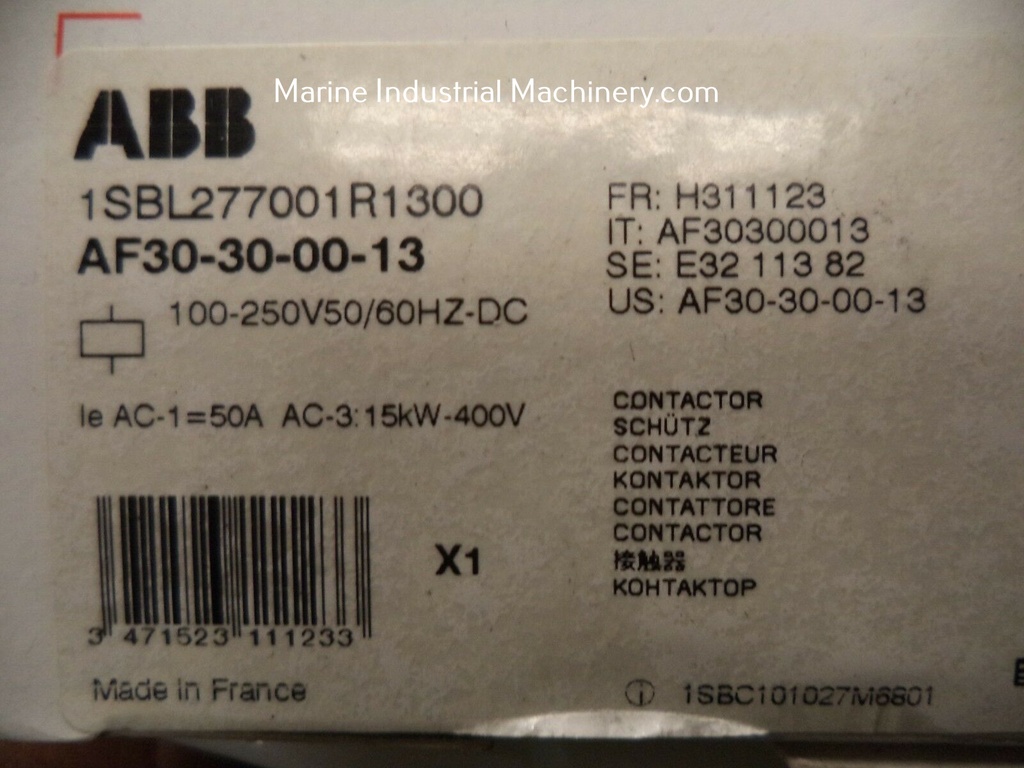 Marine Industrial Machinery.com
ABB
1SBL277001R1300
AF30-30-00-13
100-250V50/60HZ-DC
Ie AC-1=50A AC-3:15kW-400V
3 471523 111233
X1
Made in France
FR: H311123
IT: AF30300013
SE: E32 113 82
US: AF30-30-00-13
CONTACTOR
SCHÜTZ
CONTACTEUR
KONTAKTOR
CONTATTORE
CONTACTOR
接触器
КОНТАКТОР
1SBC101027M6801